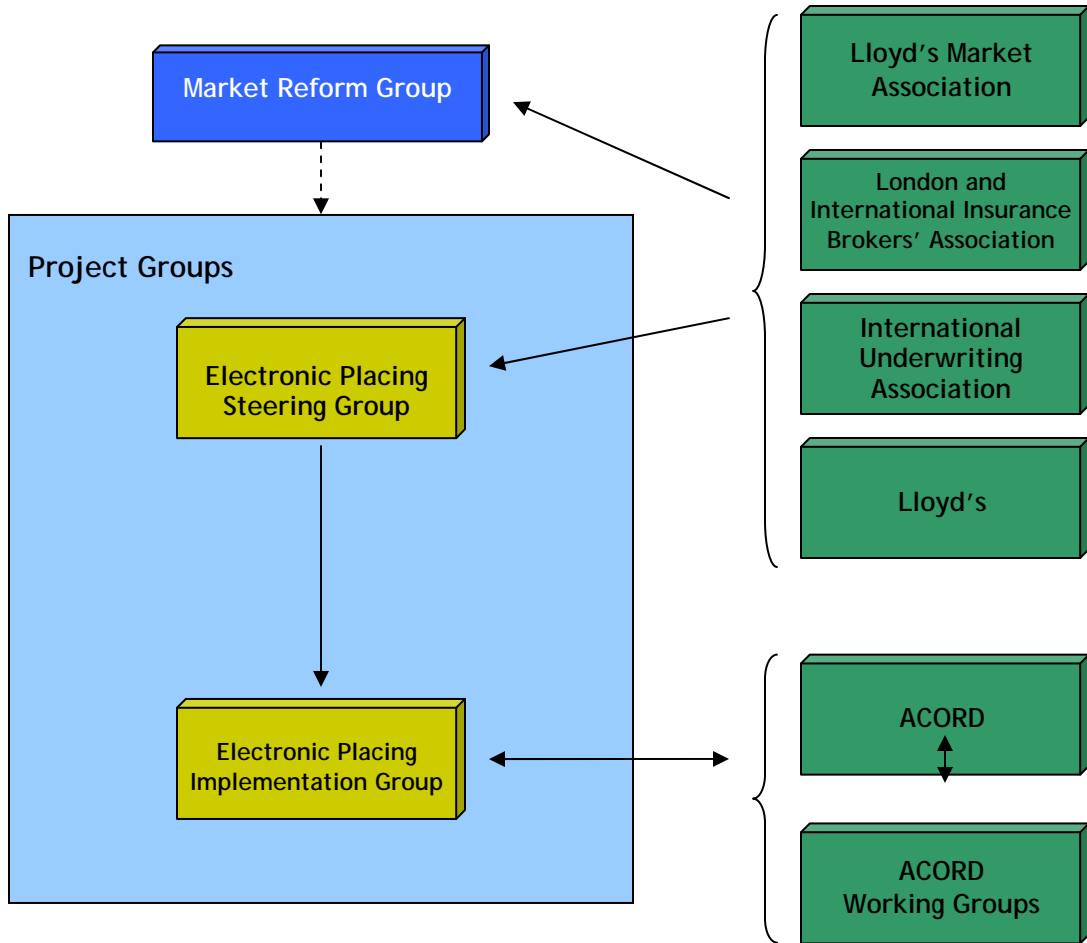 Market Reform Group
Project Groups
Electronic Placing
Steering Group
Electronic Placing
Implementation Group
Lloyd’s Market
Association
London and
International Insurance
Brokers’ Association
International
Underwriting
Association
Lloyd’s
ACORD
ACORD
Working Groups